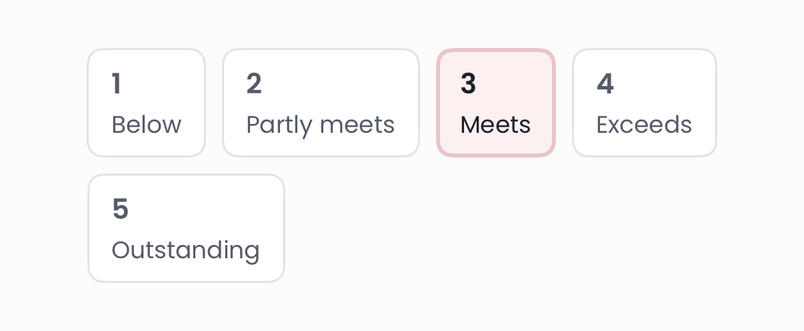 1
Below
2
Partly meets
3
Meets
4
Exceeds
5
Outstanding